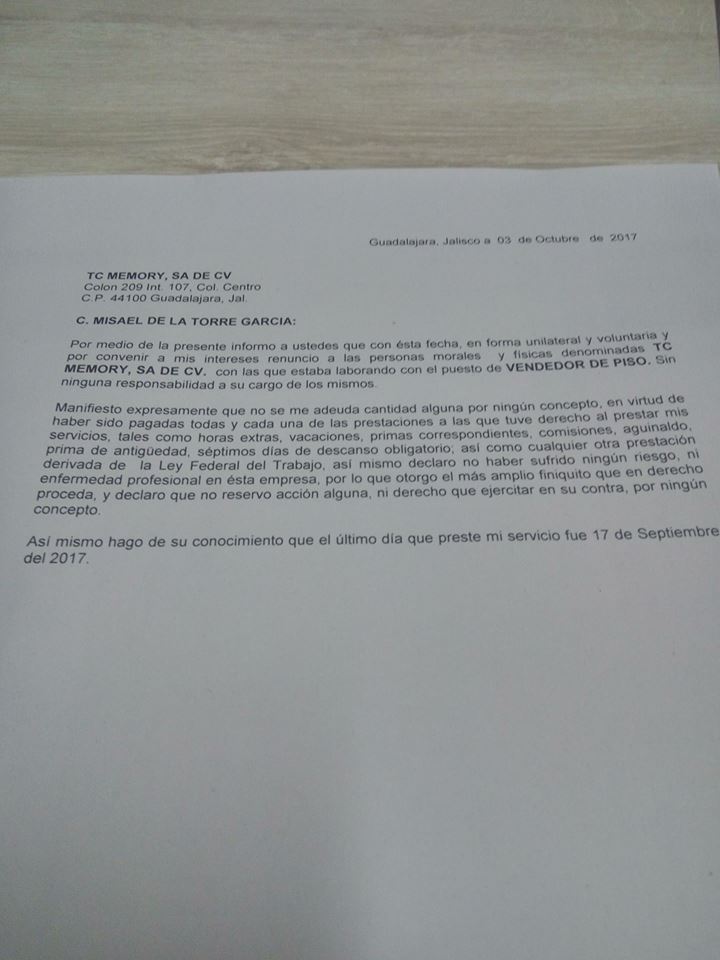 Guadalajara, Jalisco a 03 de Octubre de 2017
TC MEMORY, SA DE CV
Colon 209 Int. 107, Col. Centro
C.P. 44100 Guadalajara, Jal.
C. MISAEL DE LA TORRE GARCIA:
Por medio de la presente informo a ustedes que con ésta fecha, en forma unilateral y voluntaria y
por convenir a mis intereses renuncio a las personas morales y físicas denominadas TC
MEMORY, SA DE CV. con las que estaba laborando con el puesto de VENDEDOR DE PISO. Sin
ninguna responsabilidad a su cargo de los mismos.
Manifiesto expresamente que no se me adeuda cantidad alguna por ningún concepto, en virtud de
haber sido pagadas todas y cada una de las prestaciones a las que tuve derecho al prestar mis
servicios, tales como horas extras, vacaciones, primas correspondientes, comisiones, aguinaldo,
prima de antigüedad, séptimos días de descanso obligatorio; así como cualquier otra prestación
derivada de la Ley Federal del Trabajo, así mismo declaro no haber sufrido ningún riesgo, ni
enfermedad profesional en ésta empresa, por lo que otorgo el más amplio finiquito que en derecho
proceda, y declaro que no reservo acción alguna, ni derecho que ejercitar en su contra, por ningún
concepto.
Así mismo hago de su conocimiento que el último día que preste mi servicio fue 17 de Septiembre
del 2017.